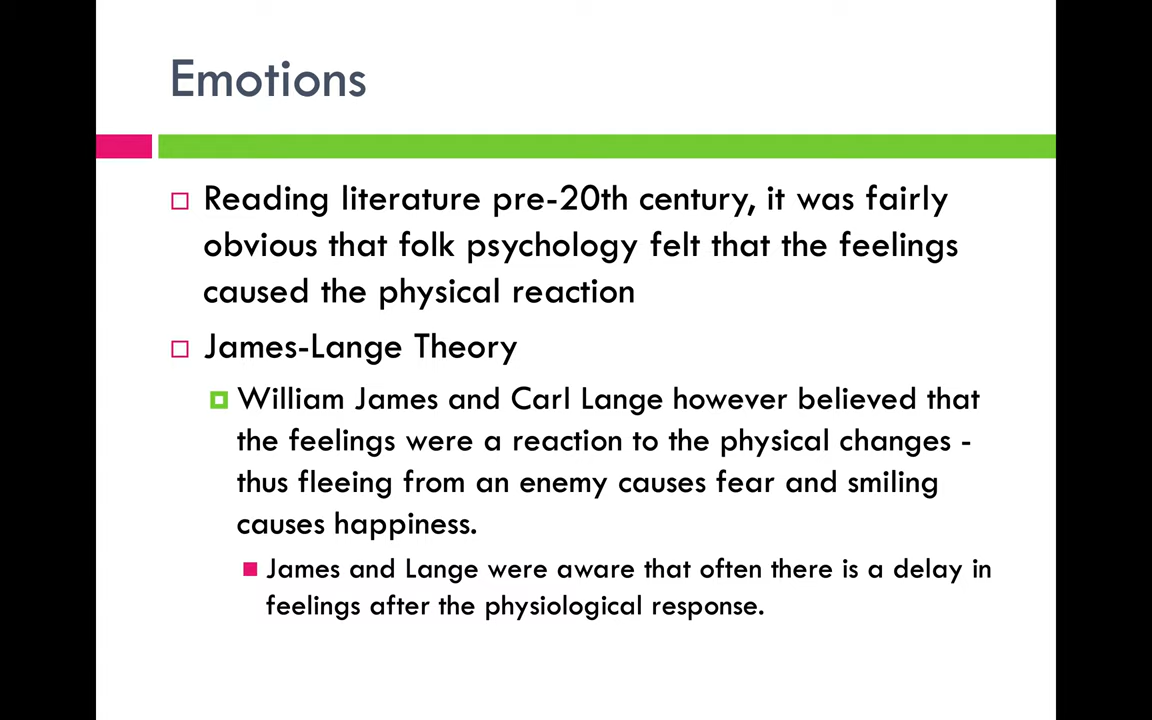 Emotions
Reading literature pre-20th century, it was fairly
obvious that folk psychology felt that the feelings
caused the physical reaction
James-Lange Theory
William James and Carl Lange however believed that
the feelings were a reaction to the physical changes -
thus fleeing from an enemy causes fear and smiling
causes happiness.
James and Lange were aware that often there is a delay in
feelings after the physiological response.